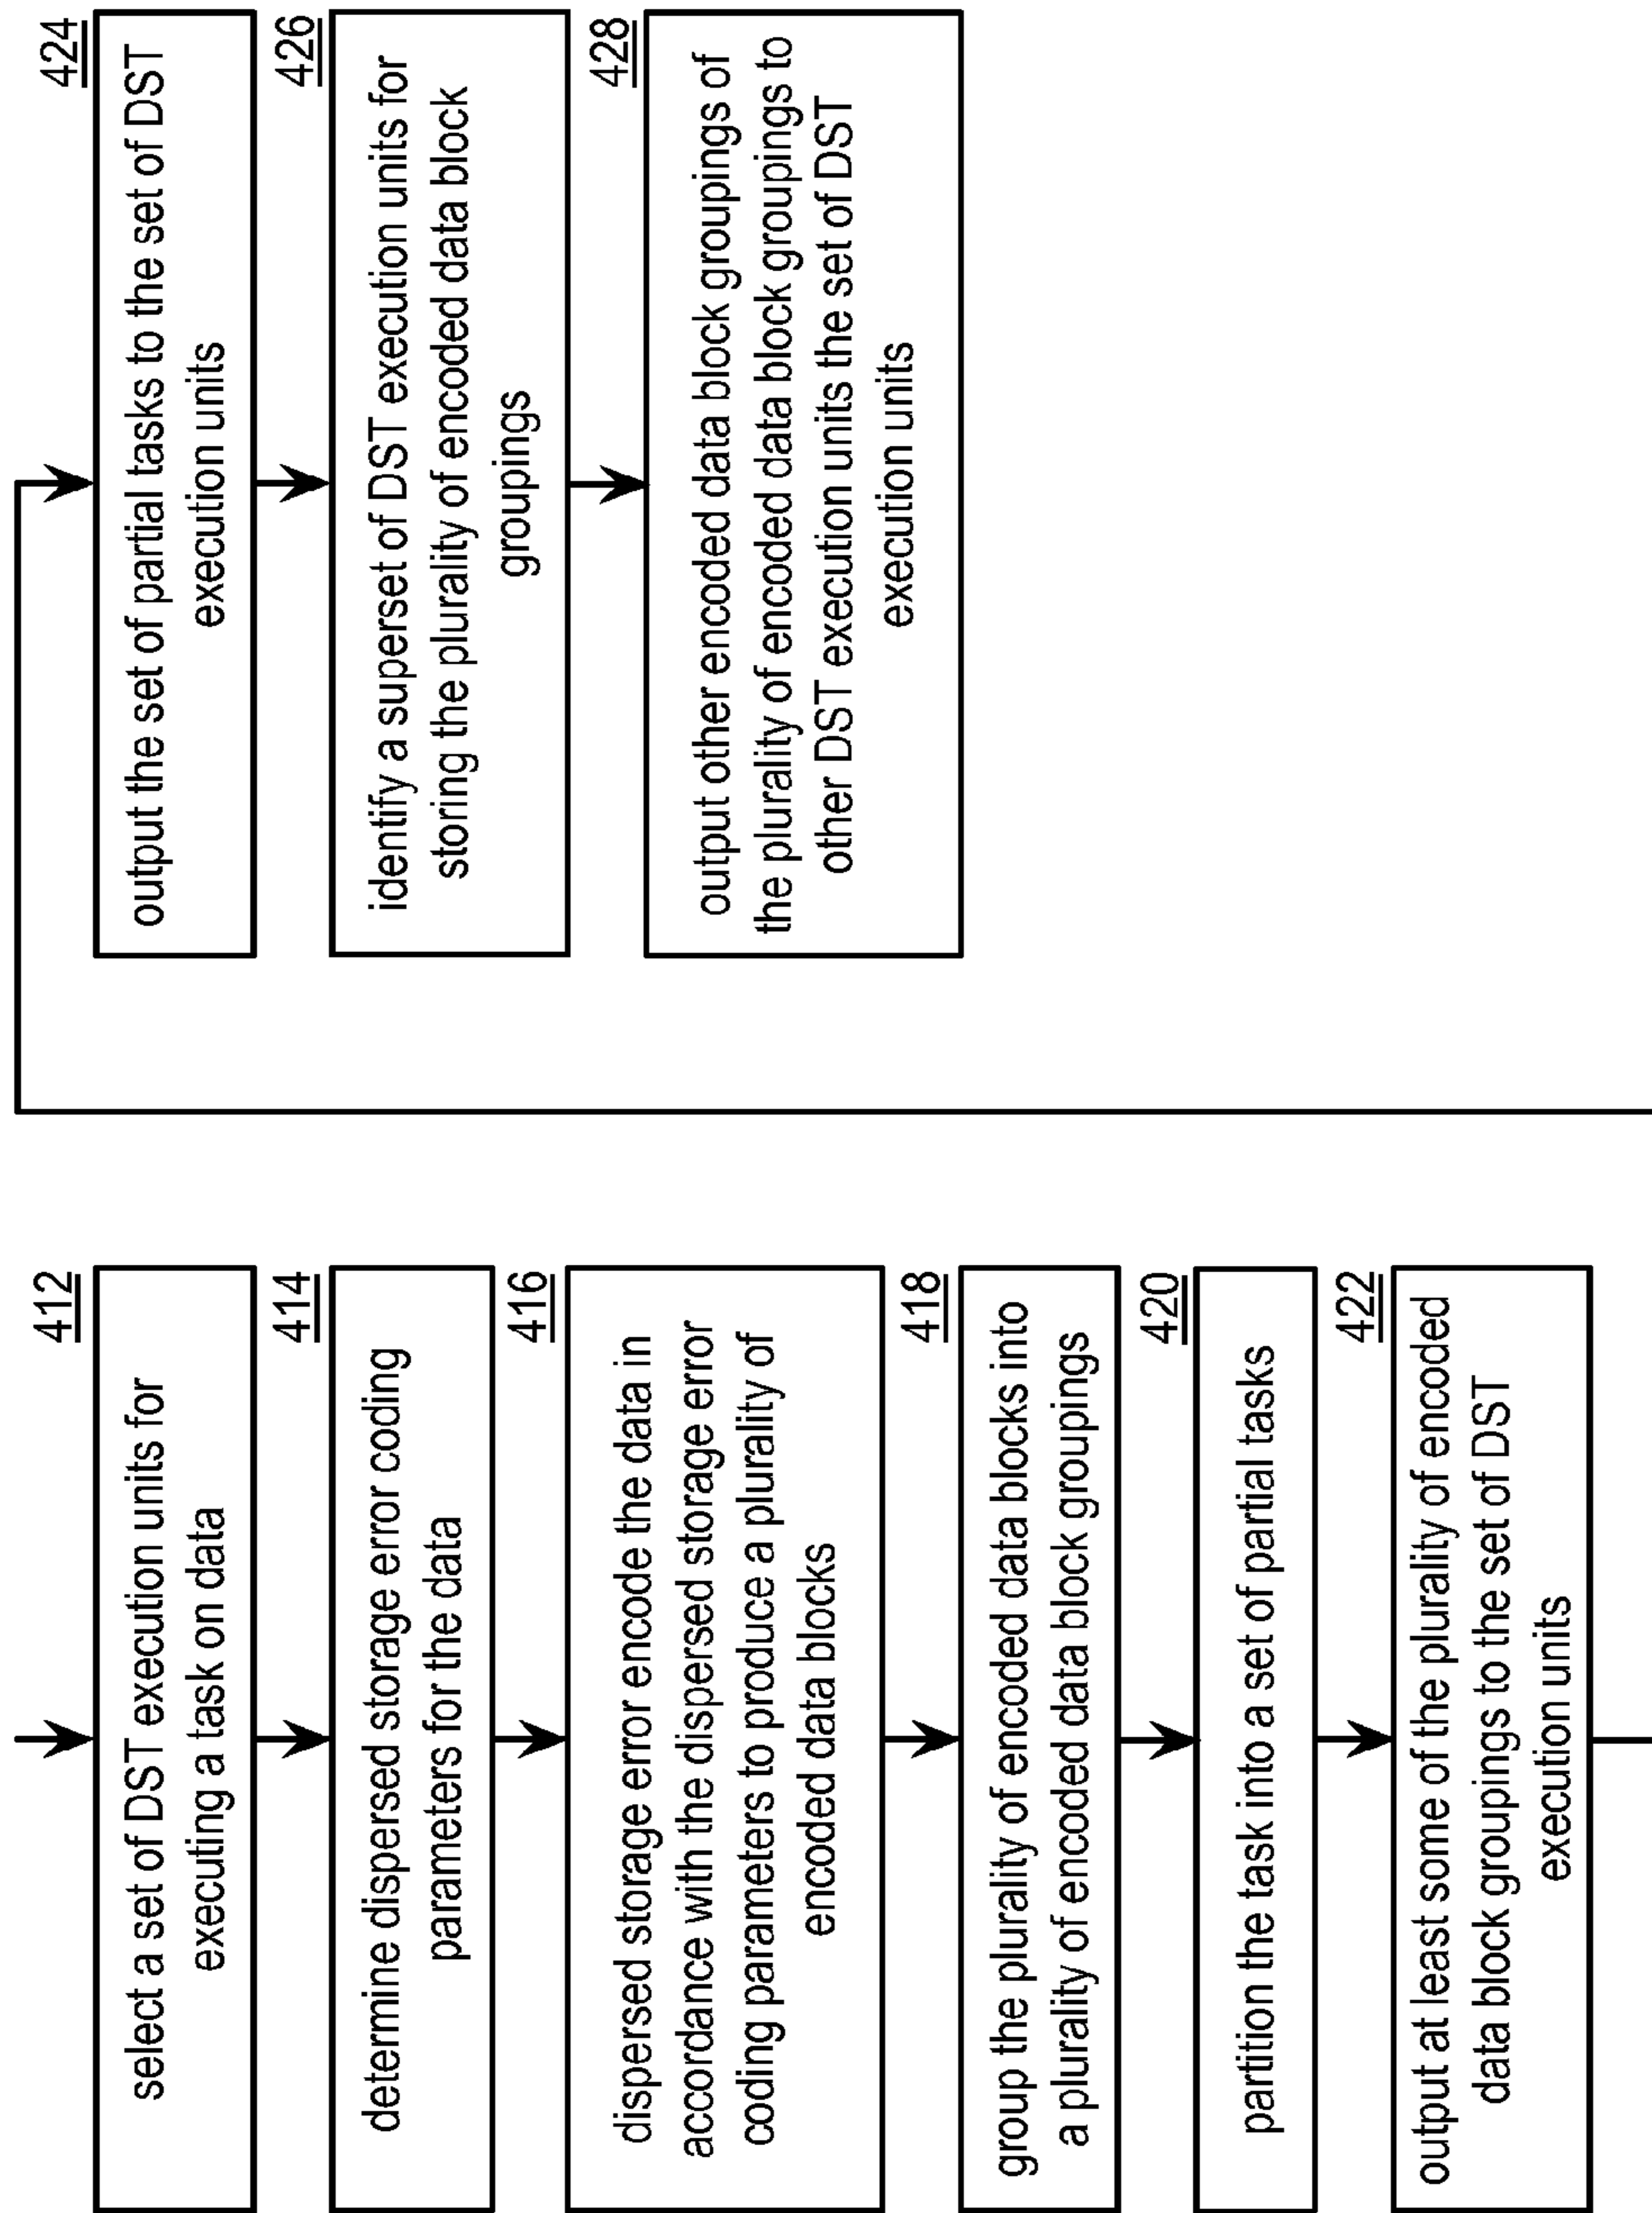 412
select a set of DST execution units for
executing a task on data
414
determine dispersed storage error coding
parameters for the data
416
dispersed storage error encode the data in
accordance with the dispersed storage error
coding parameters to produce a plurality of
encoded data blocks
418
group the plurality of encoded data blocks into
a plurality of encoded data block groupings
420
partition the task into a set of partial tasks
422
output at least some of the plurality of encoded
data block groupings to the set of DST
execution units
424
output the set of partial tasks to the set of DST
execution units
426
identify a superset of DST execution units for
storing the plurality of encoded data block
groupings
428
output other encoded data block groupings of
the plurality of encoded data block groupings to
other DST execution units the set of DST
execution units